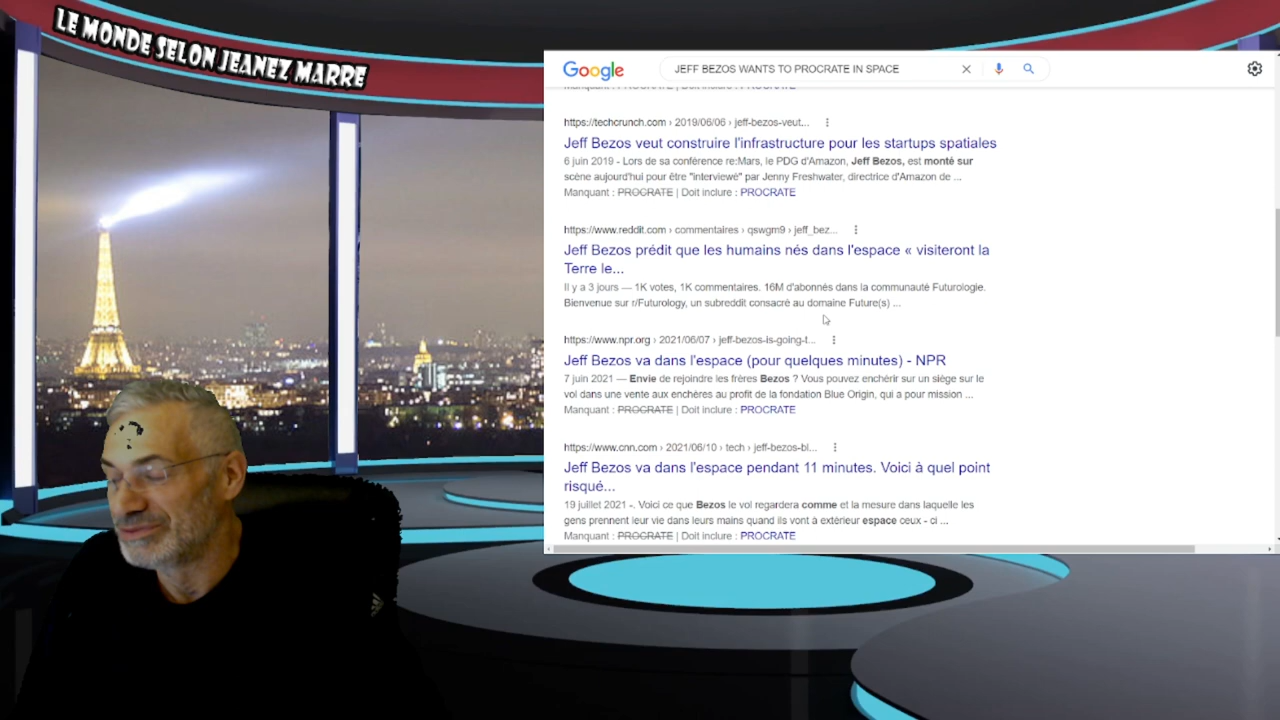 LE MONDE SELON JEANEZ MARRE
Google
JEFF BEZOS WANTS TO PROCRATE IN SPACE
Manquant : PROCRATE | Doit inclure : PROCRATE
https://techcrunch.com › 2019/06/06 › jeff-bezos-veut...
Jeff Bezos veut construire l'infrastructure pour les startups spatiales
6 juin 2019 - Lors de sa conférence re:Mars, le PDG d'Amazon, Jeff Bezos, est monté sur
scène aujourd'hui pour être "interviewé" par Jenny Freshwater, directrice d'Amazon de ...
Manquant : PROCRATE | Doit inclure : PROCRATE
https://www.reddit.com › commentaires › qswgm9 › jeff_bez...
Jeff Bezos prédit que les humains nés dans l'espace « visiteront la
Terre le...
Il y a 3 jours — 1K votes, 1K commentaires. 16M d'abonnés dans la communauté Futurologie.
Bienvenue sur r/Futurology, un subreddit consacré au domaine Future(s) ...
https://www.npr.org › 2021/06/07 › jeff-bezos-is-going-t...
Jeff Bezos va dans l'espace (pour quelques minutes) - NPR
7 juin 2021 — Envie de rejoindre les frères Bezos ? Vous pouvez enchérir sur un siège sur le
vol dans une vente aux enchères au profit de la fondation Blue Origin, qui a pour mission ...
Manquant : PROCRATE | Doit inclure : PROCRATE
https://www.cnn.com › 2021/06/10 › tech › jeff-bezos-bl...
Jeff Bezos va dans l'espace pendant 11 minutes. Voici à quel point
risqué...
19 juillet 2021 -. Voici ce que Bezos le vol regardera comme et la mesure dans laquelle les
gens prennent leur vie dans leurs mains quand ils vont à extérieur espace ceux - ci ...
Manquant : PROCRATE | Doit inclure : PROCRATE